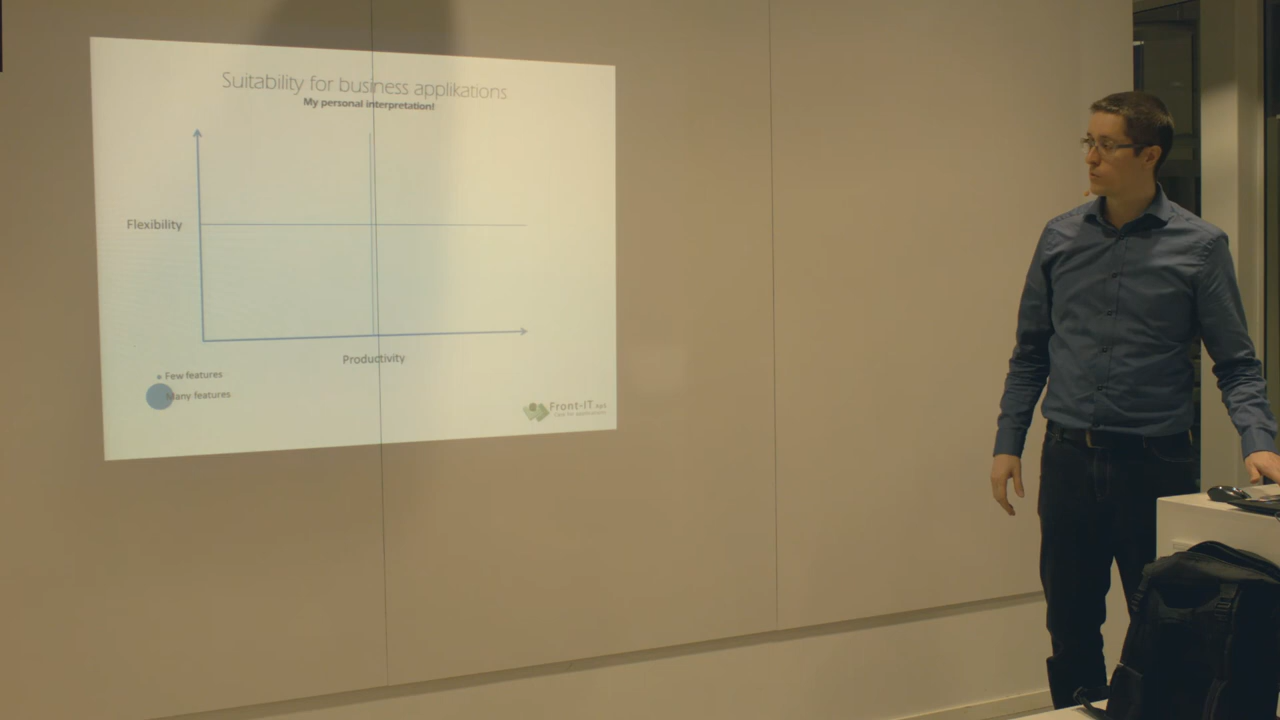 Suitability for business applikations
My personal interpretation!
Flexibility
Productivity
Few features
Many features
Front-IT